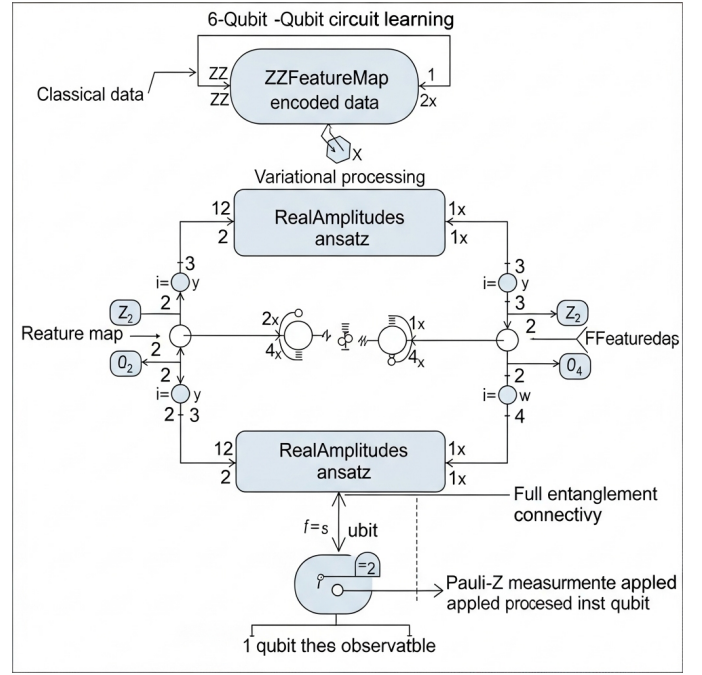 6-Qubit -Qubit circuit learning
Classical data
ZZ
ZZ
ZZFeatureMap
encoded data
1
2x
X
Variational processing
12
2
RealAmplitudes
ansatz
1x
1x
3
i= y
2
3
i= y
3
Z₂
Z₂
2
Reature map
2
2x
4x
1x
4x
FFeaturedap
0₂
2
0₄
2
i= y
2 3
i= w
4
12
2
RealAmplitudes
ansatz
1x
1x
Full entanglement
connectivy
f=s ubit
=2
r
Pauli-Z measurmente appled
appled procesed inst qubit
1 qubit thes observatble